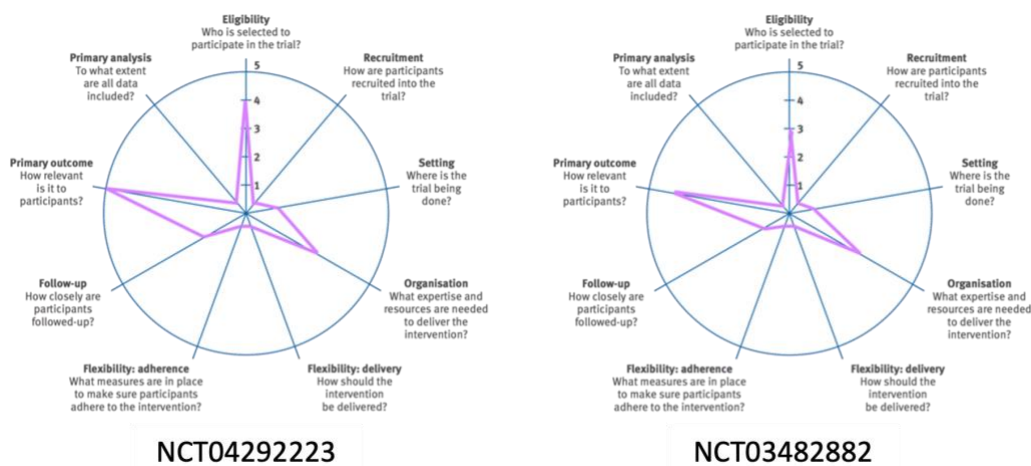 Eligibility
Who is selected to
participate in the trial?
Primary analysis
To what extent
are all data
included?
Recruitment
How are participants
recruited into the
trial?
5
4
3
2
1
Primary outcome
How relevant
is it to
participants?
Setting
Where is the
trial being
done?
Follow-up
How closely are
participants
followed-up?
Organisation
What expertise and
resources are needed
to deliver the
intervention?
Flexibility: adherence
What measures are in place
to make sure participants
adhere to the intervention?
Flexibility: delivery
How should the
intervention
be delivered?
NCT04292223
Eligibility
Who is selected to
participate in the trial?
Primary analysis
To what extent
are all data
included?
Recruitment
How are participants
recruited into the
trial?
5
4
3
2
1
Primary outcome
How relevant
is it to
participants?
Setting
Where is the
trial being
done?
Follow-up
How closely are
participants
followed-up?
Organisation
What expertise and
resources are needed
to deliver the
intervention?
Flexibility: adherence
What measures are in place
to make sure participants
adhere to the intervention?
Flexibility: delivery
How should the
intervention
be delivered?
NCT03482882